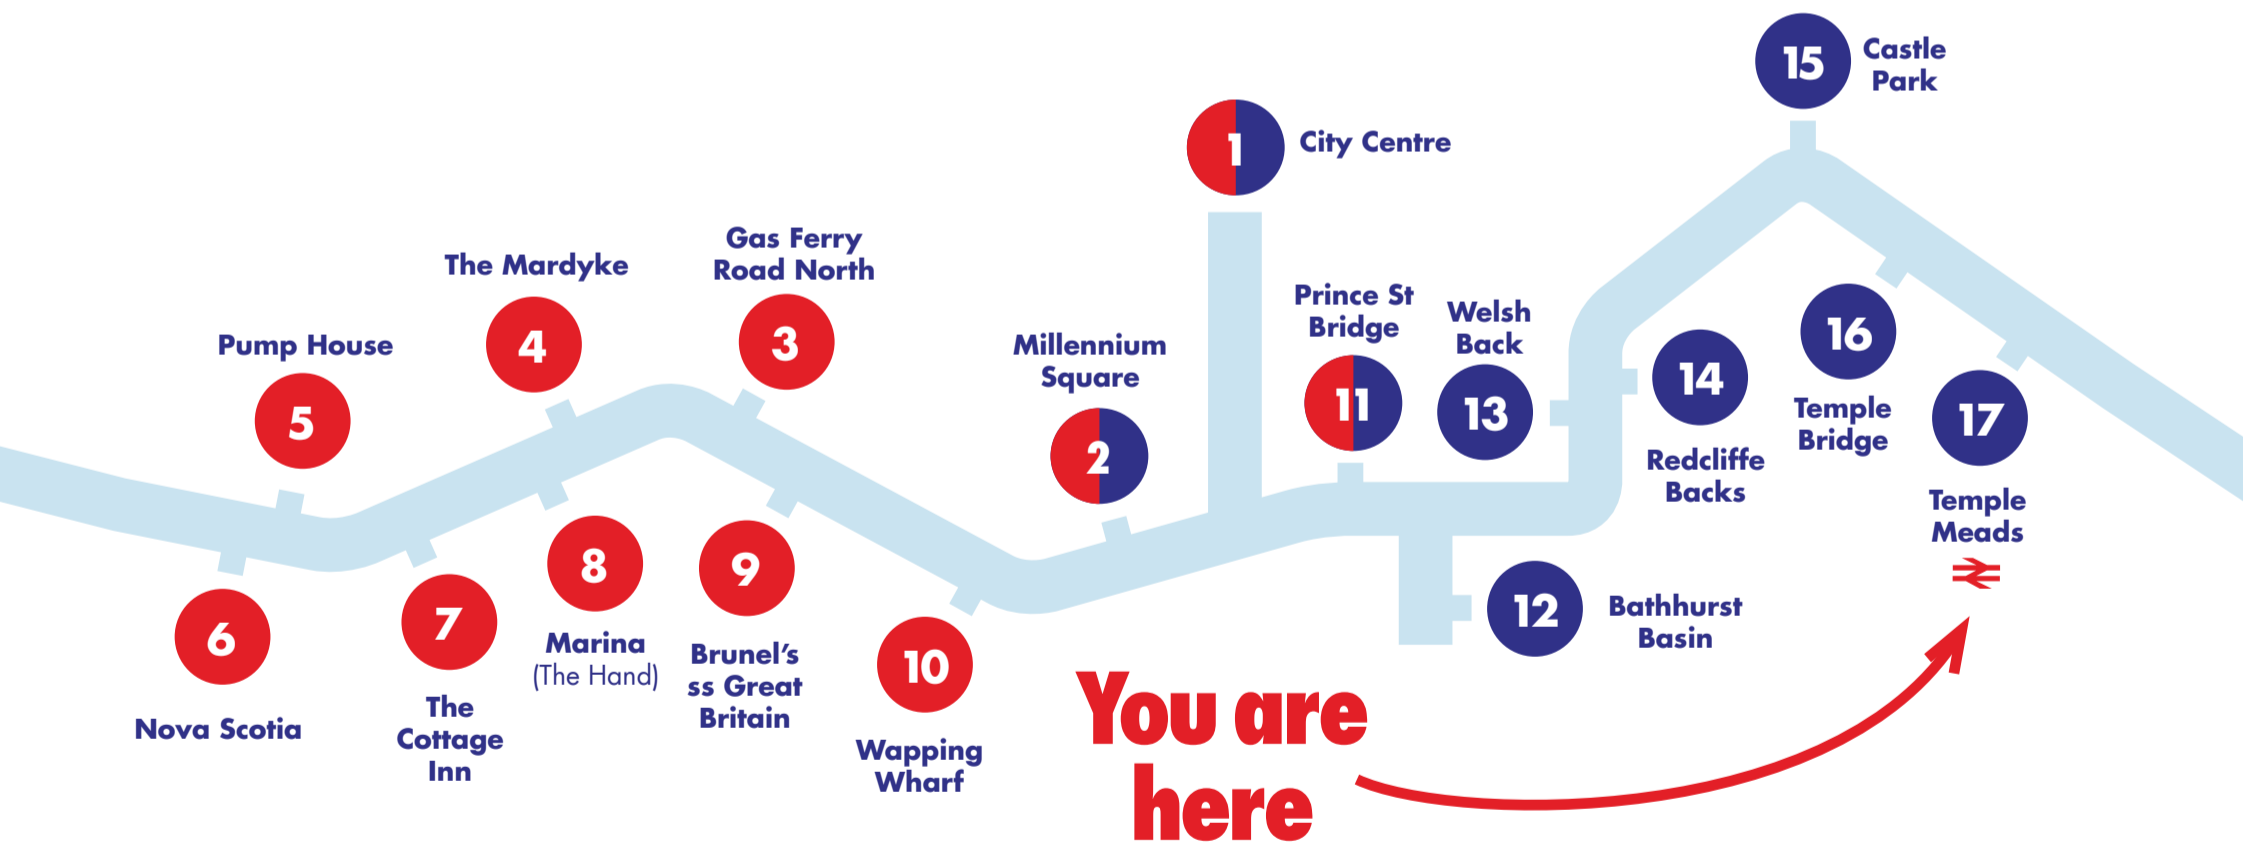 15
Castle
Park
1
City Centre
Gas Ferry
Road North
3
The Mardyke
4
Pump House
5
Millennium
Square
2
Prince St
Bridge
11
Welsh
Back
13
14
Redcliffe
Backs
16
Temple
Bridge
17
Temple
Meads
6
Nova Scotia
7
The
Cottage
Inn
8
Marina
(The Hand)
9
Brunel's
ss Great
Britain
10
Wapping
Wharf
12
Bathhurst
Basin
You are
here